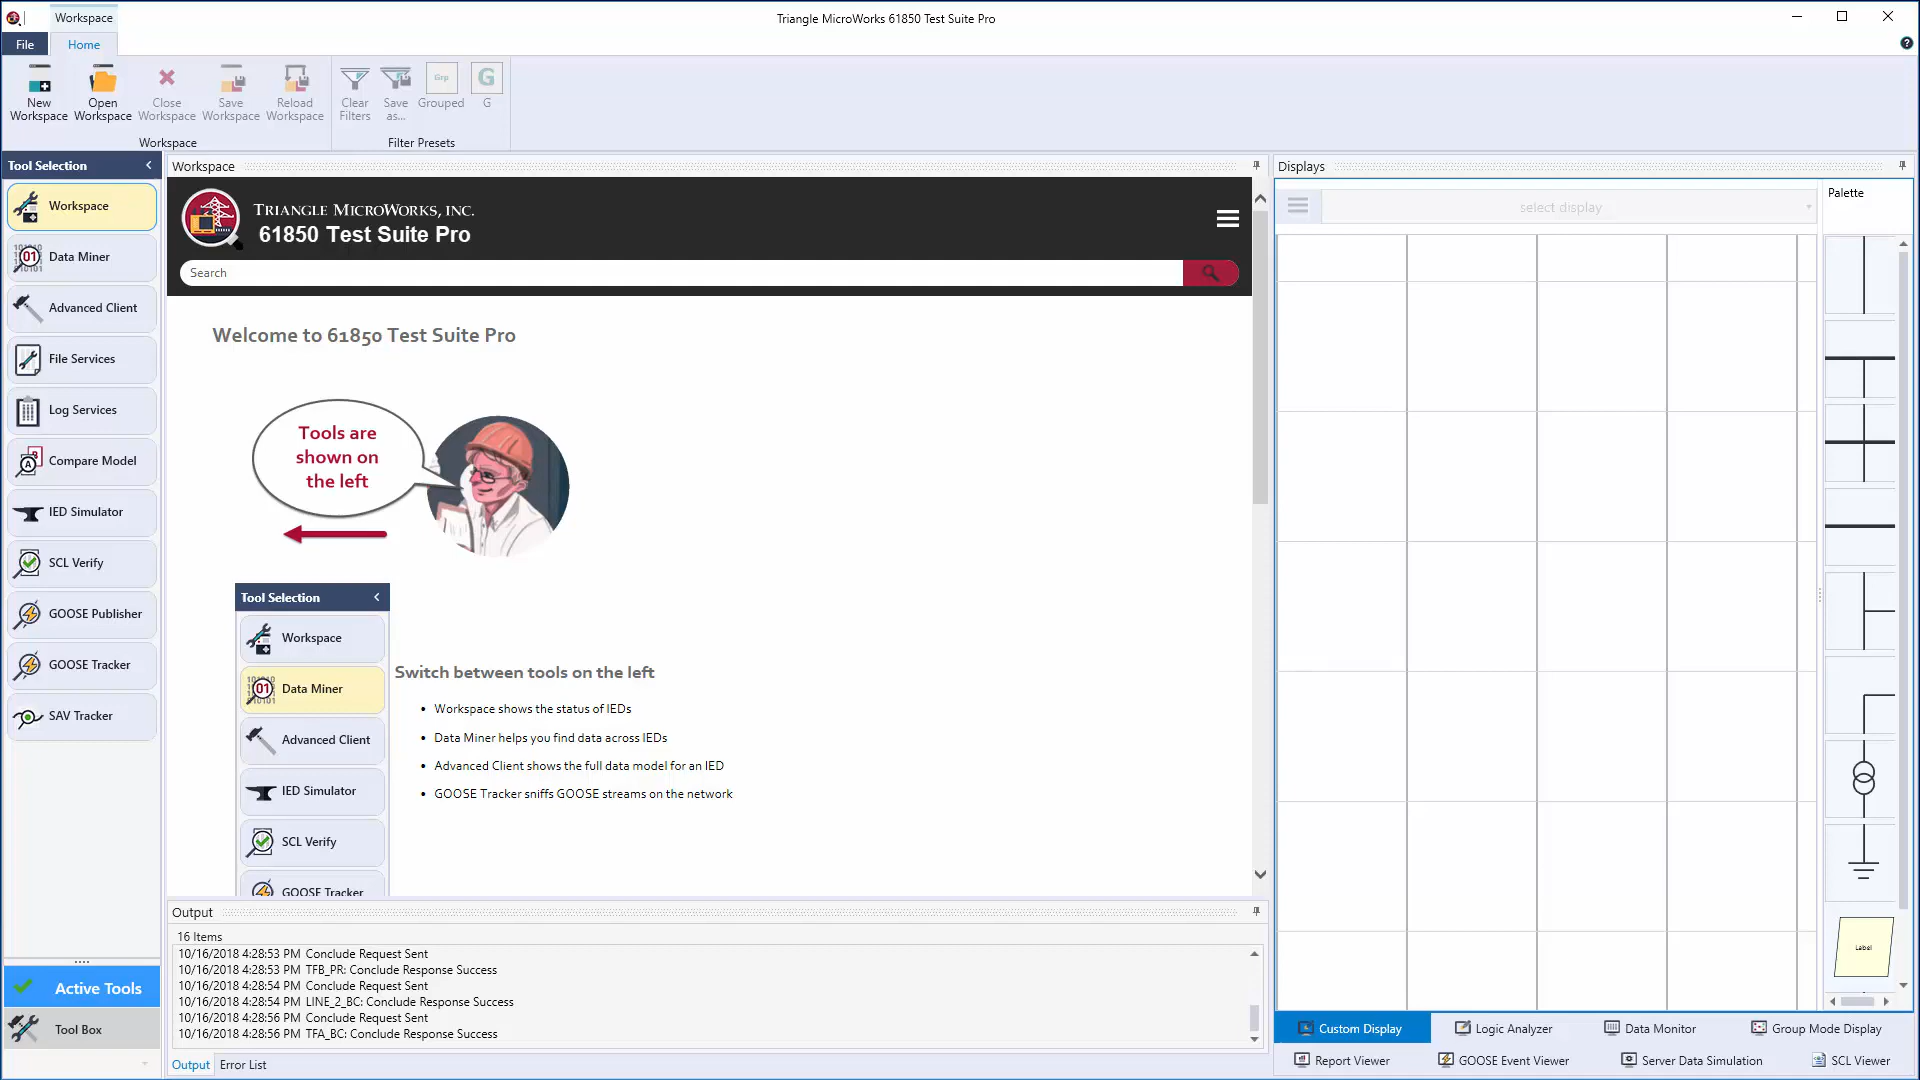 Workspace
Triangle MicroWorks 61850 Test Suite Pro
File
Home
New Workspace
Open Workspace
Close Workspace
Save Workspace
Reload Workspace
Workspace
Clear Filters
Save as...
Grp
Grouped
G
G
Filter Presets
Tool Selection
Workspace
Data Miner
Advanced Client
File Services
Log Services
Compare Model
IED Simulator
SCL Verify
GOOSE Publisher
GOOSE Tracker
SAV Tracker
Active Tools
Tool Box
Workspace
TRIANGLE MICROWORKS, INC.
61850 Test Suite Pro
Search
Welcome to 61850 Test Suite Pro
Tools are
shown on
the left
Tool Selection
Workspace
Data Miner
Advanced Client
IED Simulator
SCL Verify
GOOSE Tracker
Switch between tools on the left
• Workspace shows the status of IEDs
• Data Miner helps you find data across IEDs
• Advanced Client shows the full data model for an IED
• GOOSE Tracker sniffs GOOSE streams on the network
Output
16 Items
10/16/2018 4:28:53 PM Conclude Request Sent
10/16/2018 4:28:53 PM TFB_PR: Conclude Response Success
10/16/2018 4:28:54 PM Conclude Request Sent
10/16/2018 4:28:54 PM LINE_2_BC: Conclude Response Success
10/16/2018 4:28:56 PM Conclude Request Sent
10/16/2018 4:28:56 PM TFA_BC: Conclude Response Success
Output
Error List
Displays
select display
Palette
Label
Custom Display
Logic Analyzer
Data Monitor
Group Mode Display
Report Viewer
GOOSE Event Viewer
Server Data Simulation
SCL Viewer